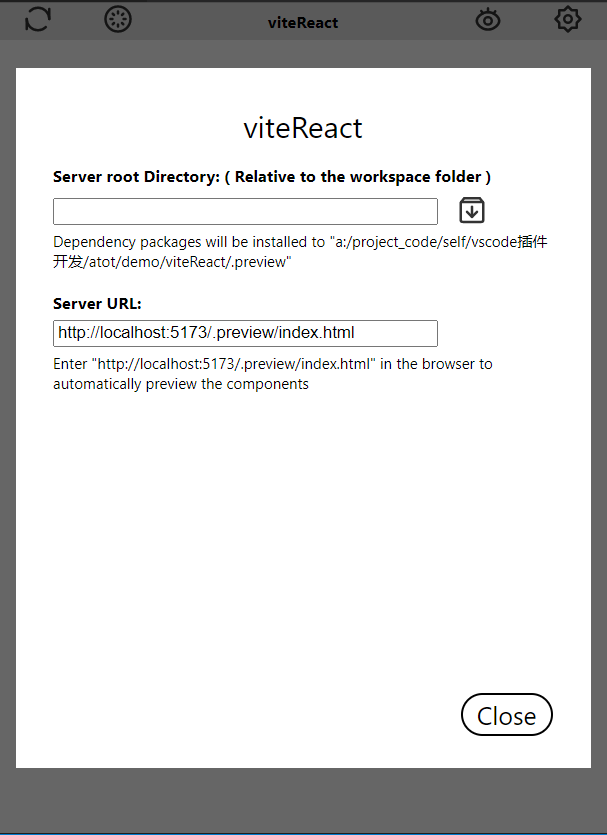 viteReact
viteReact
Server root Directory: ( Relative to the workspace folder )
Dependency packages will be installed to "a:/project_code/self/vscode插件
开发/atot/demo/viteReact/.preview"
Server URL:
http://localhost:5173/.preview/index.html
Enter "http://localhost:5173/.preview/index.html" in the browser to
automatically preview the components
Close